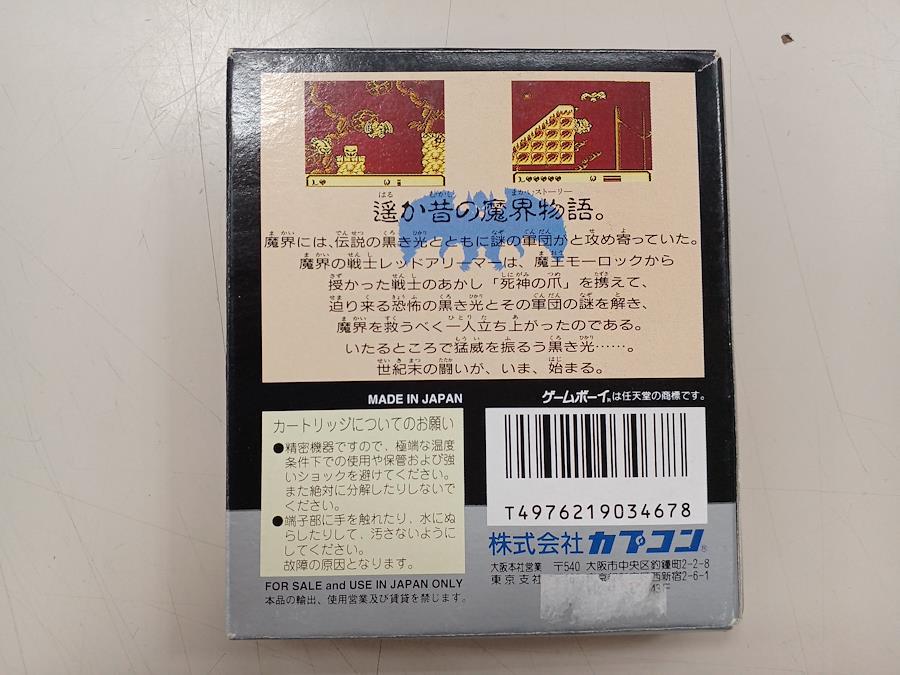 遥か昔の魔界物語。
魔界には、伝説の黒き光とともに謎の軍団がと攻め寄っていた。
魔界の戦士レッドアリーマーは、魔王モーロックから
授かった戦士のあかし「死神の爪」を携えて、
迫り来る恐怖の黒き光とその軍団の謎を解き、
魔界を救うべく一人立ち上がったのである。
いたるところで猛威を振るう黒き光……。
世紀末の闘いが、いま、始まる。
MADE IN JAPAN
ゲームボーイは任天堂の商標です。
カートリッジについてのお願い
●精密機器ですので、極端な温度
条件下での使用や保管および強
いショックを避けてください。
また絶対に分解したりしないで
ください。
●端子部に手を触れたり、水にぬ
らしたりして、汚さないように
してください。
故障の原因となります。
FOR SALE and USE IN JAPAN ONLY
本品の輸出、使用営業及び賃貸を禁じます。
T4976219034678
株式会社カプコン®
大阪本社営業 〒540 大阪市中央区釣鐘町2-2-8
東京支社 西新宿2-6-1